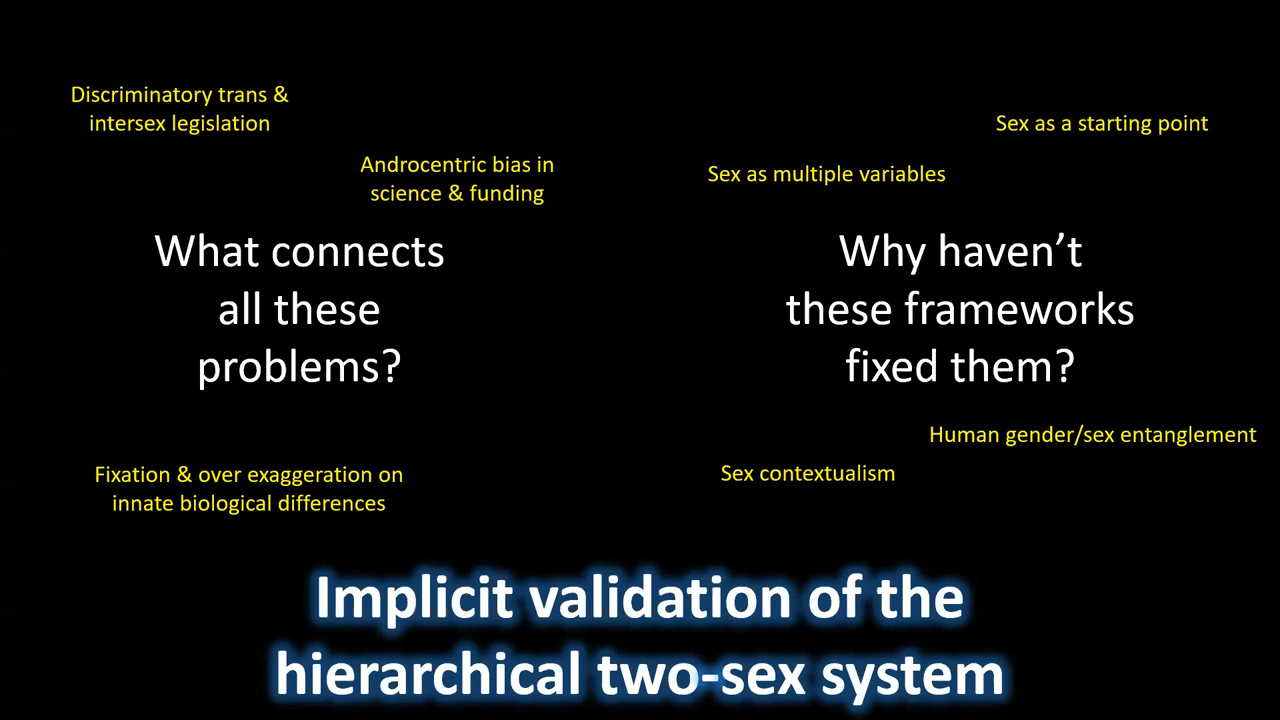 Discriminatory trans &
intersex legislation
Androcentric bias in
science & funding
What connects
all these
problems?
Fixation & over exaggeration on
innate biological differences
Sex as a starting point
Sex as multiple variables
Why haven’t
these frameworks
fixed them?
Human gender/sex entanglement
Sex contextualism
Implicit validation of the
hierarchical two-sex system